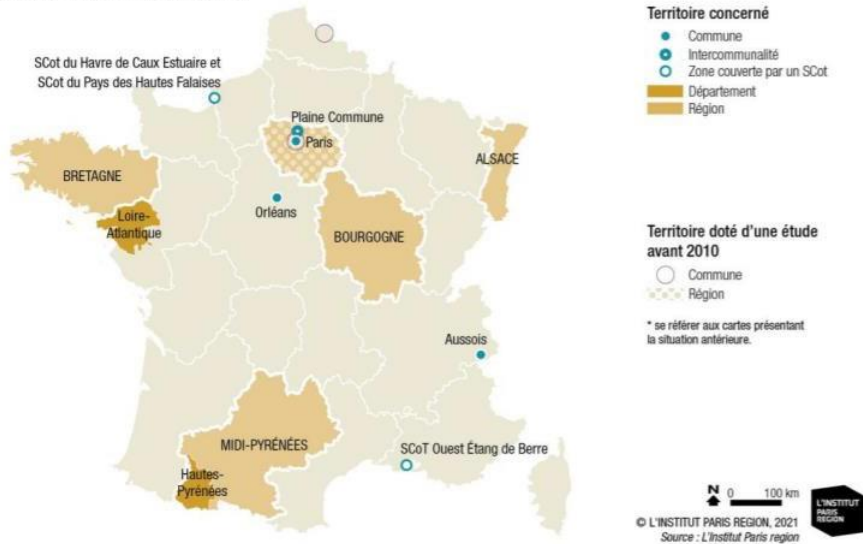 SCot du Havre de Caux Estuaire et
SCot du Pays des Hautes Falaises
Plaine Commune
Paris
BRETAGNE
ALSACE
Loire-
Atlantique
Orléans
BOURGOGNE
Aussois
MIDI-PYRÉNÉES
SCoT Ouest Étang de Berre
Hautes-
Pyrénées
Territoire concerné
Commune
Intercommunalité
Zone couverte par un SCot
Département
Région
Territoire doté d'une étude
avant 2010
Commune
Région
* se référer aux cartes présentant
la situation antérieure.
N 0 100 km
© L'INSTITUT PARIS REGION, 2021
Source : L'Institut Paris region
L'INSTITUT
PARIS
REGION